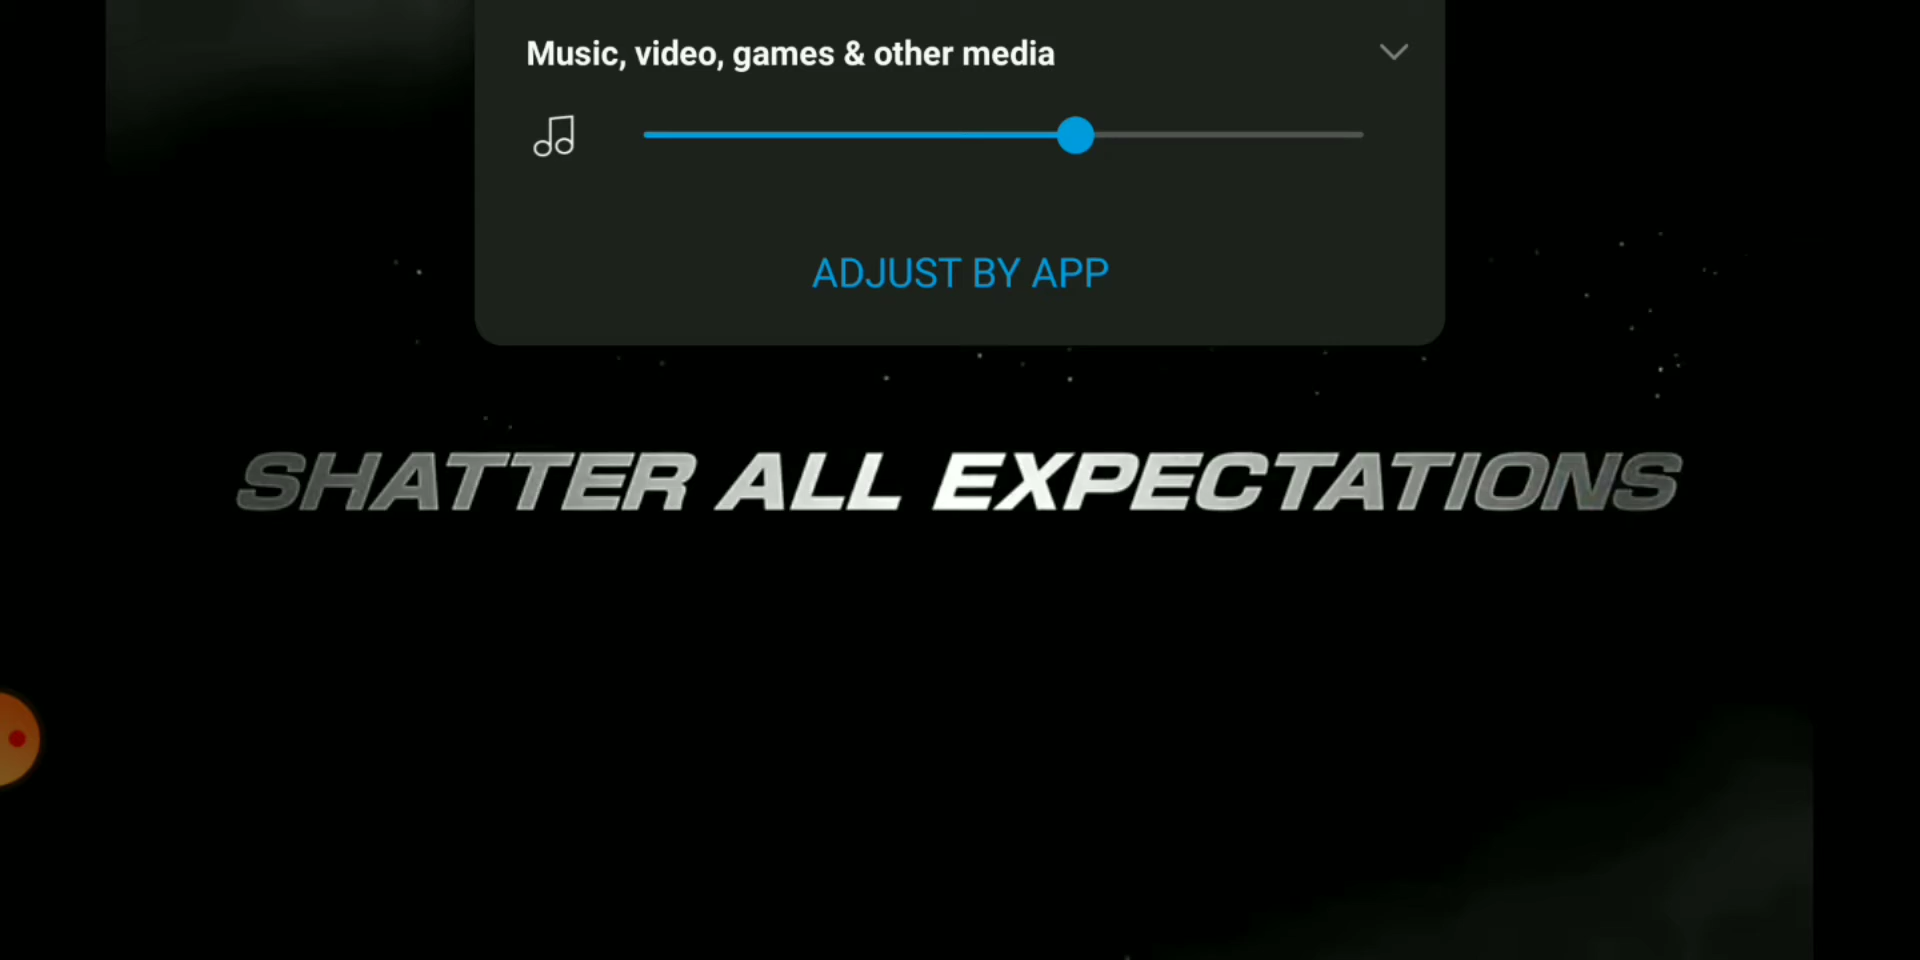 Music, video, games & other media
ADJUST BY APP
SHATTER ALL EXPECTATIONS